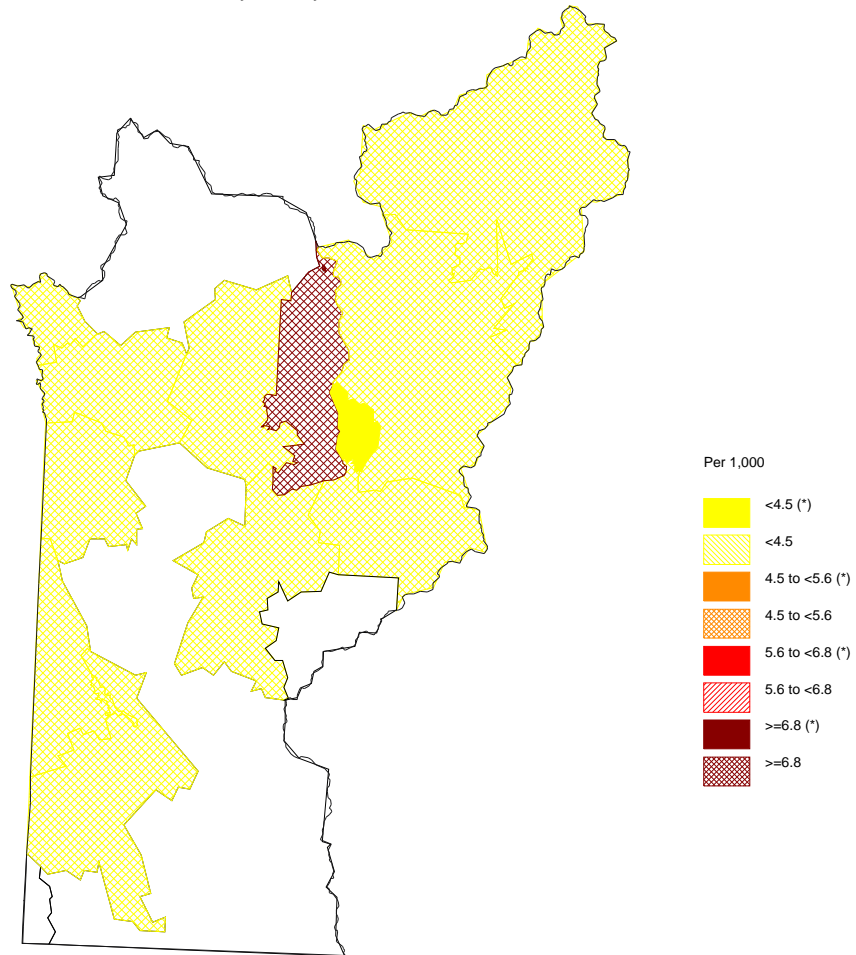 Per 1,000
<4.5 (*)
<4.5
4.5 to <5.6 (*)
4.5 to <5.6
5.6 to <6.8 (*)
5.6 to <6.8
>=6.8 (*)
>=6.8